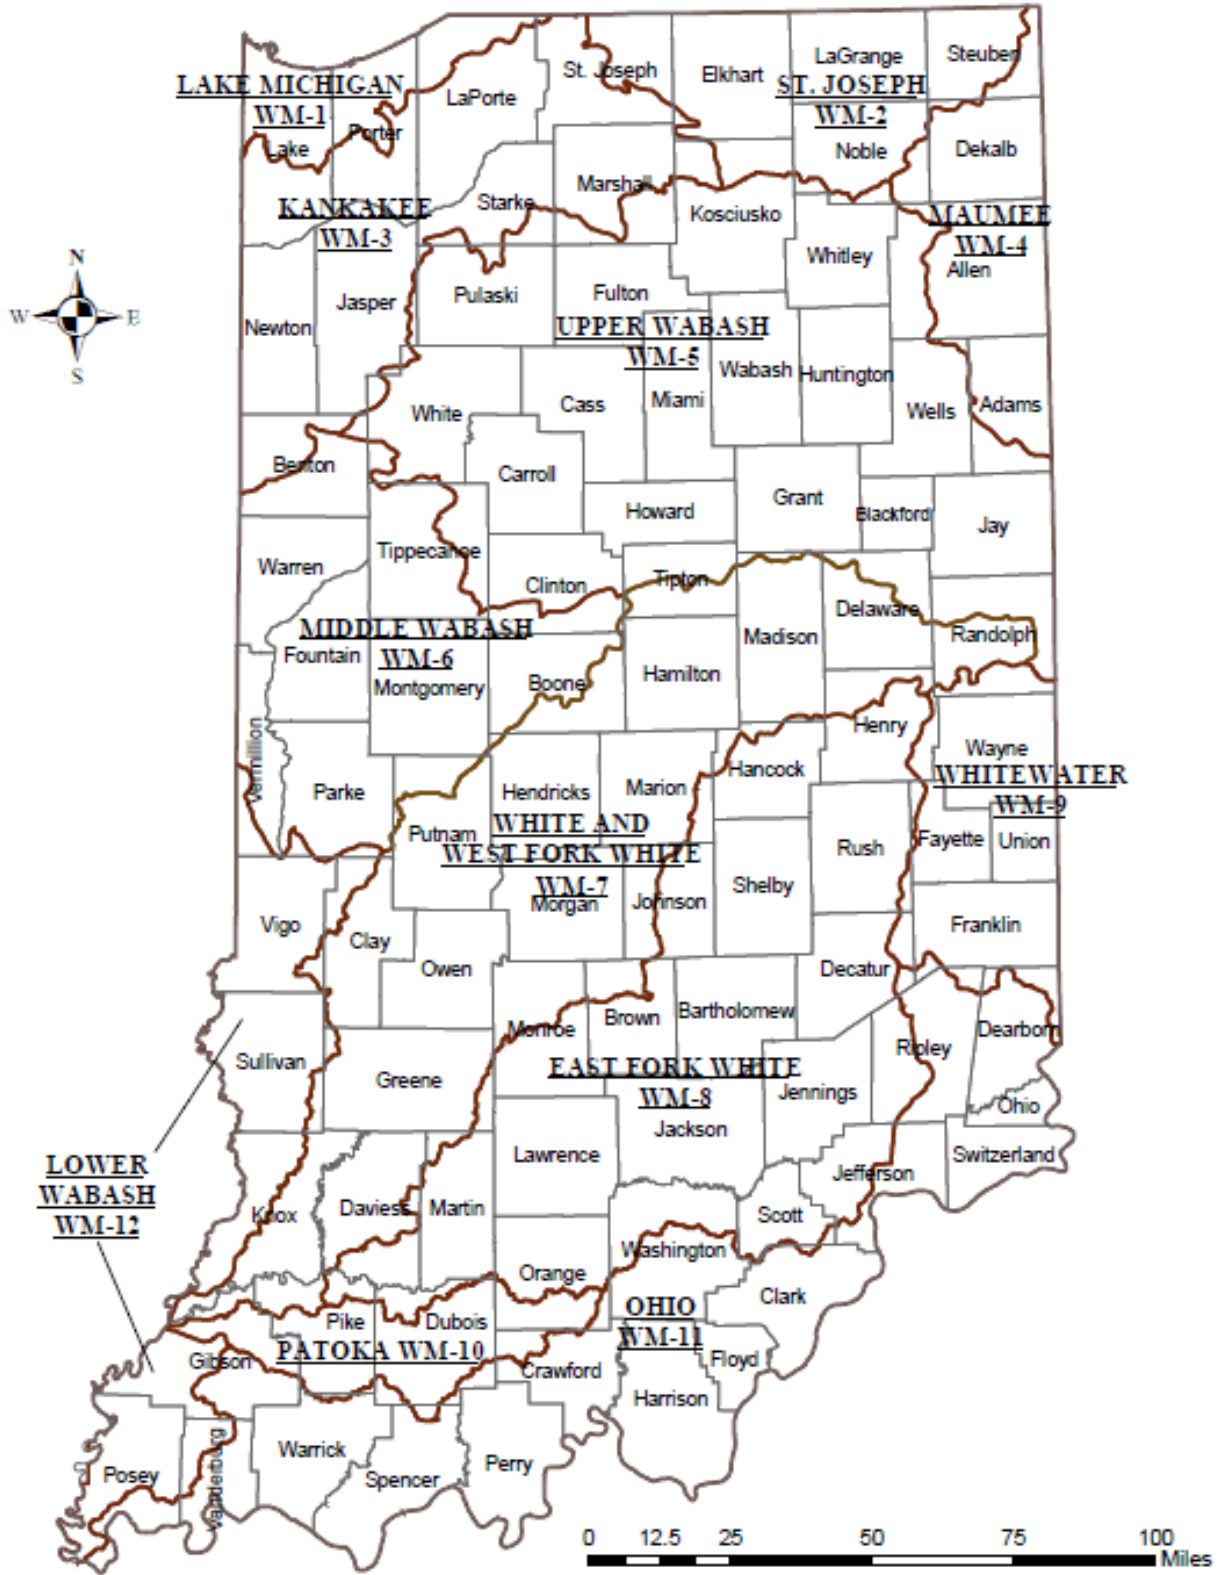 Steuben
LaGrange
St. Joseph
Elkhart
LAKE MICHIGAN
WM-1
ST. JOSEPH
WM-2
LaPorte
Porter
Lake
Noble
Dekalb
Marshall
Starke
Kosciusko
KANKAKEE
WM-3
MAUMEE
WM-4
Whitley
Allen
N
W
E
S
Newton
Jasper
Pulaski
Fulton
UPPER WABASH
WM-5
Wabash
Huntington
Miami
White
Cass
Wells
Adams
Benton
Carroll
Grant
Howard
Blackford
Jay
Tippecanoe
Warren
Clinton
Tipton
Delaware
Randolph
Madison
MIDDLE WABASH
WM-6
Fountain
Montgomery
Boone
Hamilton
Henry
Wayne
Vermillion
Parke
Hendricks
Marion
Hancock
WHITEWATER
WM-9
Putnam
WHITE AND
WEST FORK WHITE
WM-7
Rush
Fayette
Union
Shelby
Morgan
Johnson
Vigo
Clay
Franklin
Owen
Decatur
Monroe
Brown
Bartholomew
Dearborn
Ripley
Sullivan
Greene
EAST FORK WHITE
WM-8
Jennings
Ohio
Jackson
Lawrence
Switzerland
LOWER
WABASH
WM-12
Jefferson
Knox
Daviess
Martin
Scott
Washington
Orange
Clark
OHIO
WM-11
Pike
Dubois
PATOKA WM-10
Gibson
Crawford
Floyd
Harrison
Posey
Vanderburg
Warrick
Spencer
Perry
0 12.5 25 50 75 100
Miles